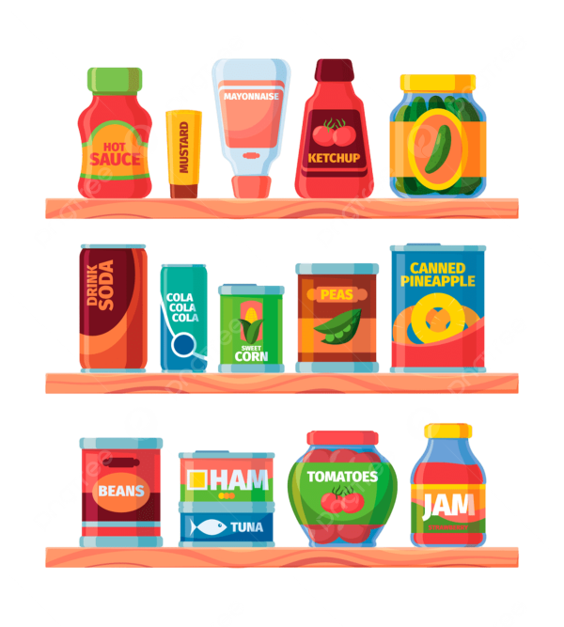 HOT
SAUCE
MUSTARD
MAYONNAISE
KETCHUP
DRINK
SODA
COLA
COLA
COLA
SWEET
CORN
PEAS
CANNED
PINEAPPLE
BEANS
HAM
TUNA
TOMATOES
JAM